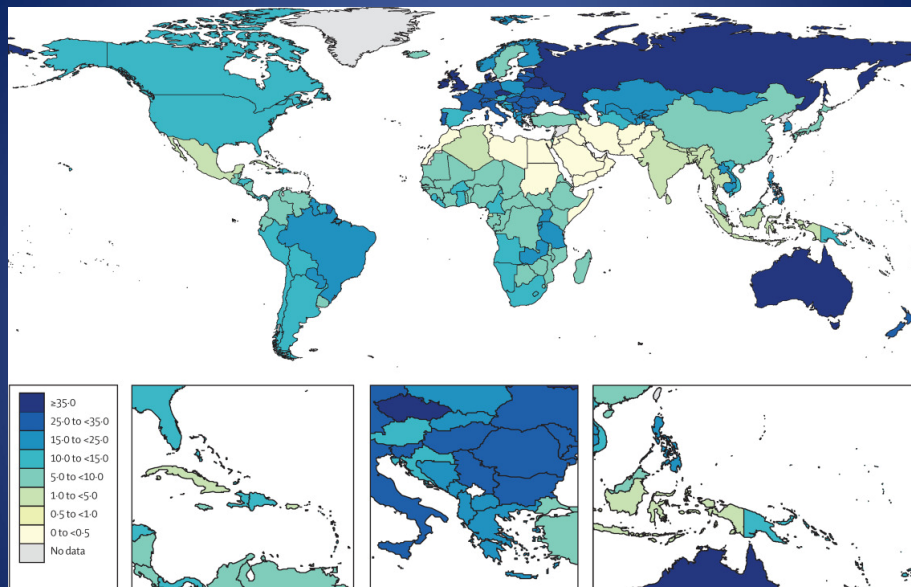 ≥35·0
25·0 to <35·0
15·0 to <25·0
10·0 to <15·0
5·0 to <10·0
1·0 to <5·0
0·5 to <1·0
0 to <0·5
No data